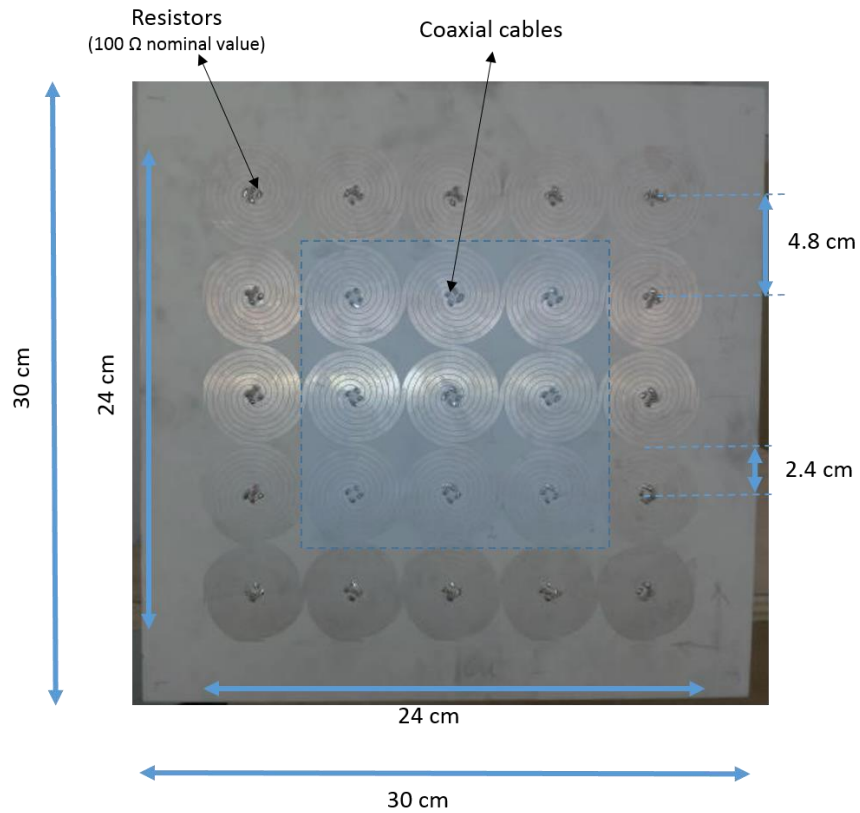 Resistors
(100 Ω nominal value)
Coaxial cables
4.8 cm
30 cm
24 cm
2.4 cm
24 cm
30 cm